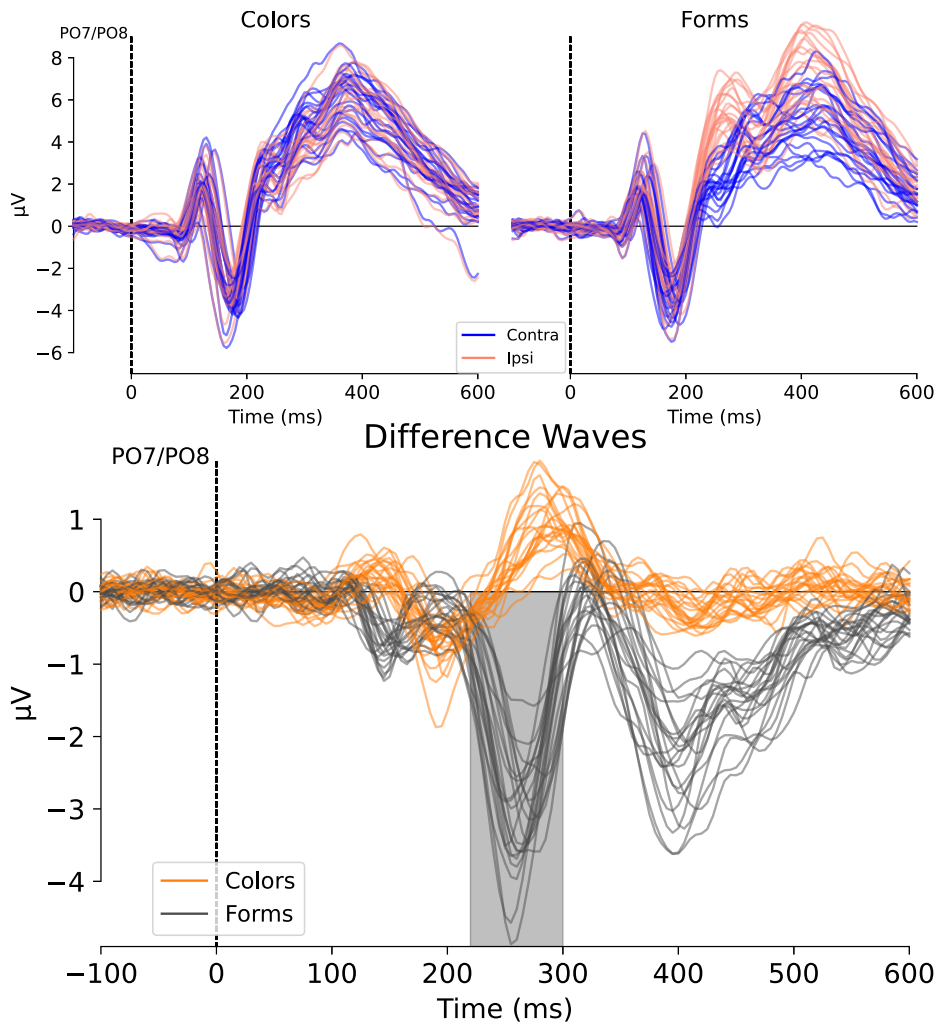 Colors
Forms
PO7/PO8
8
6
4
2
0
−2
−4
−6
µV
Contra
Ipsi
0 200 400 600
0 200 400 600
Time (ms)
Time (ms)
Difference Waves
PO7/PO8
1
0
−1
−2
−3
−4
µV
Colors
Forms
−100 0 100 200 300 400 500 600
Time (ms)